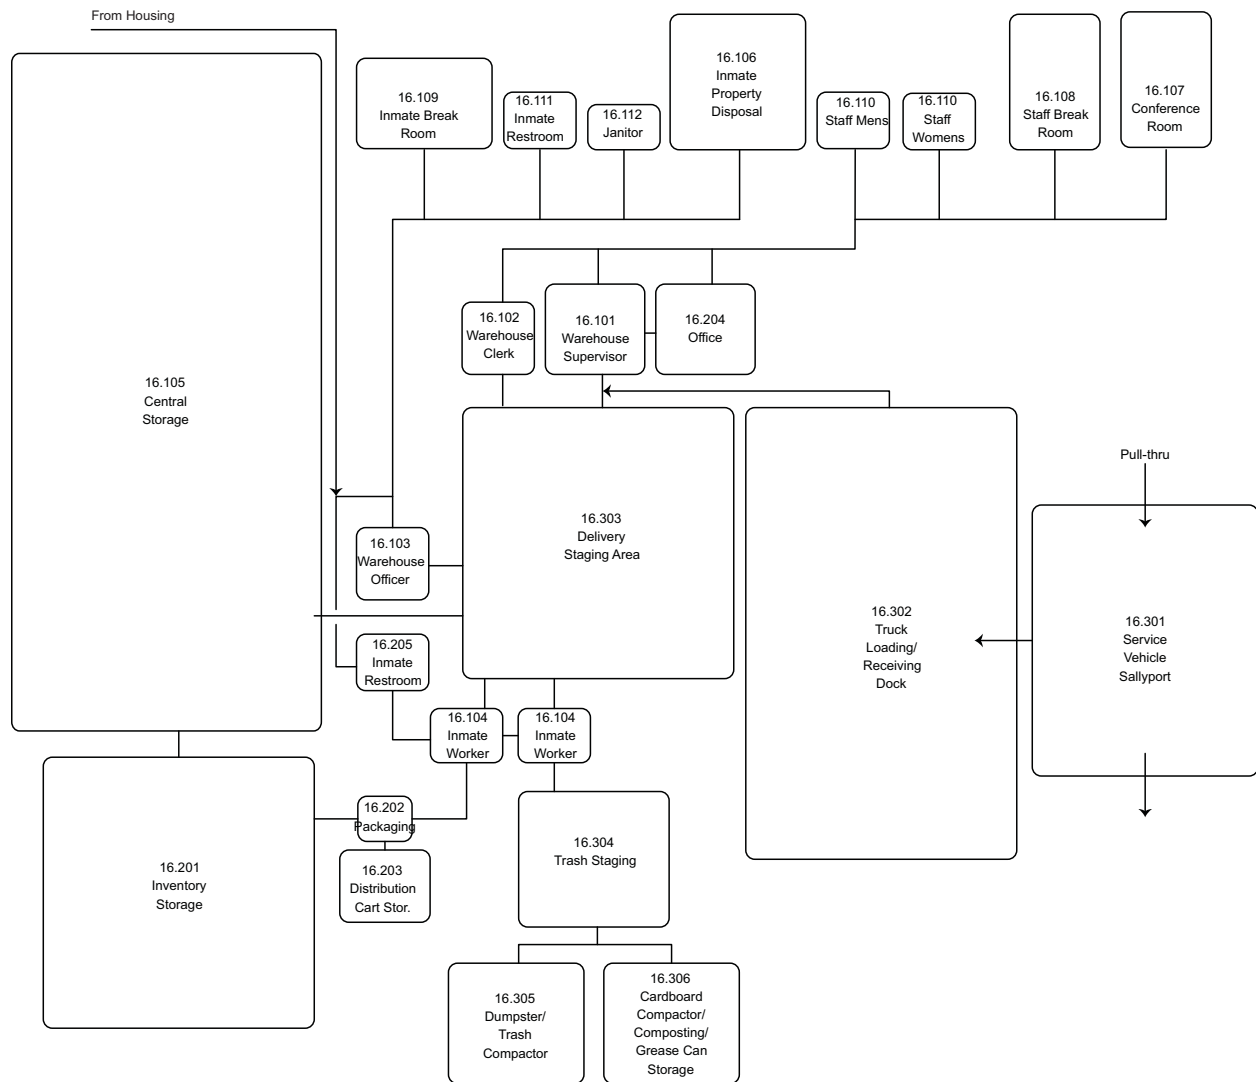 From Housing
16.109
Inmate Break
Room
16.111
Inmate
Restroom
16.112
Janitor
16.106
Inmate
Property
Disposal
16.110
Staff Mens
16.110
Staff
Womens
16.108
Staff Break
Room
16.107
Conference
Room
16.102
Warehouse
Clerk
16.101
Warehouse
Supervisor
16.204
Office
16.105
Central
Storage
Pull-thru
16.303
Delivery
Staging Area
16.103
Warehouse
Officer
16.302
Truck
Loading/
Receiving
Dock
16.301
Service
Vehicle
Sallyport
16.205
Inmate
Restroom
16.104
Inmate
Worker
16.104
Inmate
Worker
16.202
Packaging
16.304
Trash Staging
16.201
Inventory
Storage
16.203
Distribution
Cart Stor.
16.305
Dumpster/
Trash
Compactor
16.306
Cardboard
Compactor/
Composting/
Grease Can
Storage